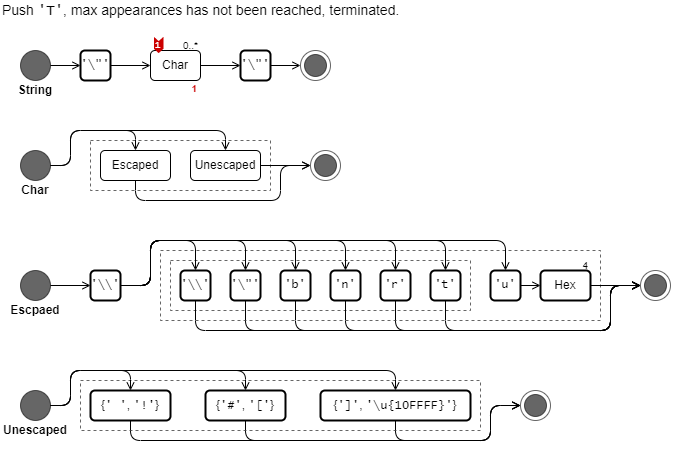 Push 'T', max appearances has not been reached, terminated.
1 0..*
'\"' Char '\"'
String 1
Escaped Unescaped
Char
4
'\\' '\\' '\"' 'b' 'n' 'r' 't' 'u' Hex
Escpaed
{' ','!'} {'#','['} {']','\u{10FFFF}'}
Unescaped